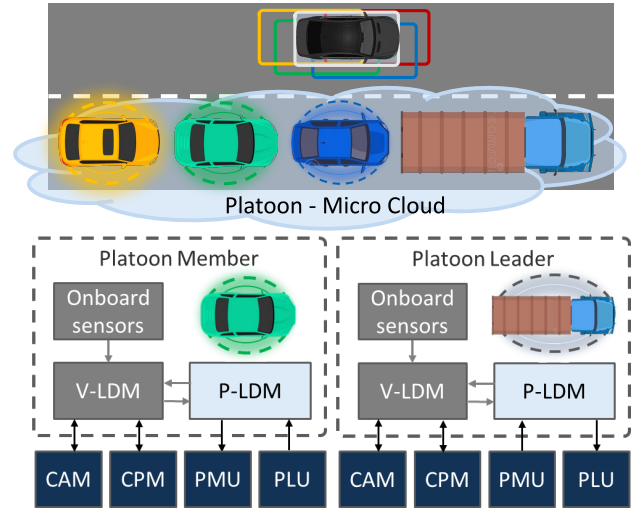 Platoon - Micro Cloud
Platoon Member
Onboard
sensors
V-LDM
P-LDM
CAM
CPM
PMU
PLU
Platoon Leader
Onboard
sensors
V-LDM
P-LDM
CAM
CPM
PMU
PLU